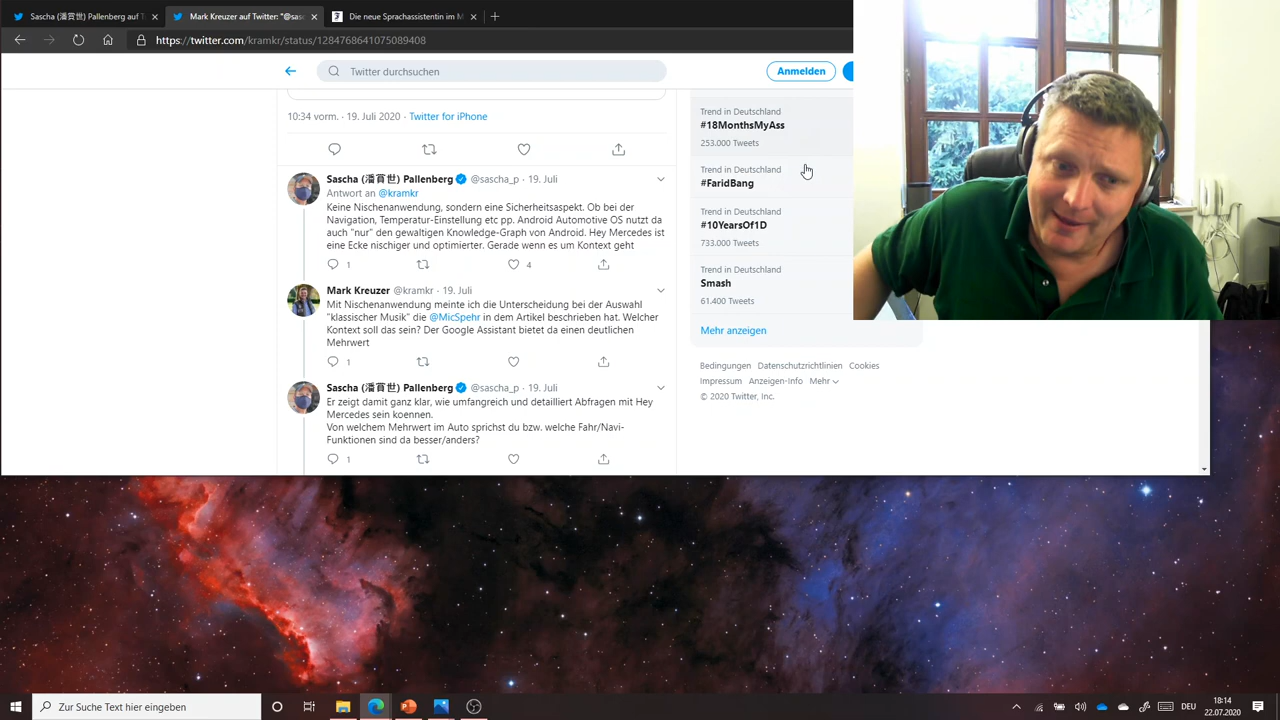 Sascha (潘賞世) Pallenberg auf T
Mark Kreuzer auf Twitter: "@sasc
Die neue Sprachassistentin im M
https://twitter.com/kramkr/status/1284768641075089408
Twitter durchsuchen
Anmelden
10:34 vorm. · 19. Juli 2020 · Twitter for iPhone
Sascha (潘賞世) Pallenberg @sascha_p · 19. Juli
Antwort an @kramkr
Keine Nischenanwendung, sondern eine Sicherheitsaspekt. Ob bei der
Navigation, Temperatur-Einstellung etc pp. Android Automotive OS nutzt da
auch "nur" den gewaltigen Knowledge-Graph von Android. Hey Mercedes ist
eine Ecke nischiger und optimierter. Gerade wenn es um Kontext geht
1 4
Mark Kreuzer @kramkr · 19. Juli
Mit Nischenanwendung meinte ich die Unterscheidung bei der Auswahl
"klassischer Musik" die @MicSpehr in dem Artikel beschrieben hat. Welcher
Kontext soll das sein? Der Google Assistant bietet da einen deutlichen
Mehrwert
1
Sascha (潘賞世) Pallenberg @sascha_p · 19. Juli
Er zeigt damit ganz klar, wie umfangreich und detailliert Abfragen mit Hey
Mercedes sein koennen.
Von welchem Mehrwert im Auto sprichst du bzw. welche Fahr/Navi-
Funktionen sind da besser/anders?
1
Trend in Deutschland
#18MonthsMyAss
253.000 Tweets
Trend in Deutschland
#FaridBang
Trend in Deutschland
#10YearsOf1D
733.000 Tweets
Trend in Deutschland
Smash
61.400 Tweets
Mehr anzeigen
Bedingungen Datenschutzrichtlinien Cookies
Impressum Anzeigen-Info Mehr
© 2020 Twitter, Inc.
Zur Suche Text hier eingeben
DEU
18:14
22.07.2020